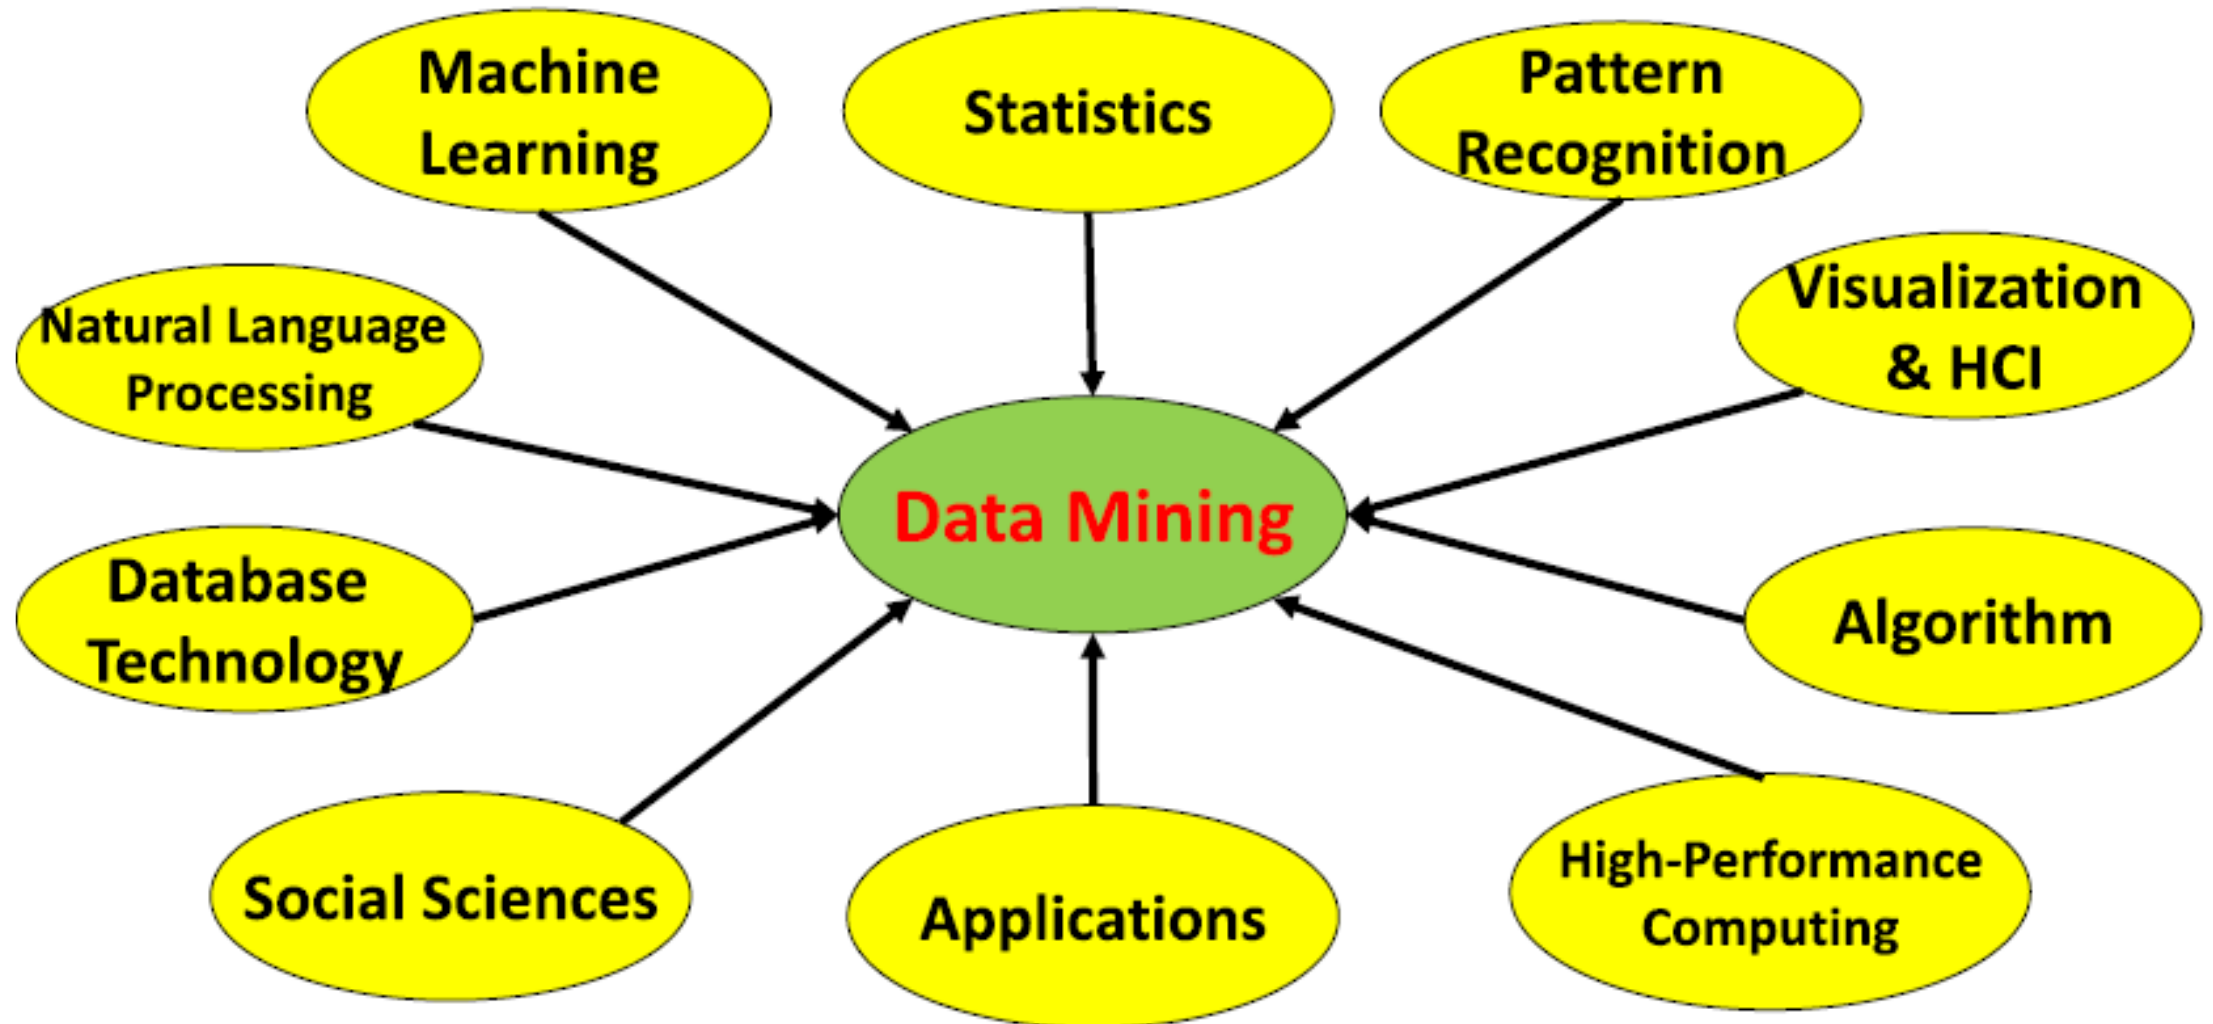 Machine
Learning
Statistics
Pattern
Recognition
Natural Language
Processing
Visualization
& HCI
Data Mining
Database
Technology
Algorithm
Social Sciences
Applications
High-Performance
Computing